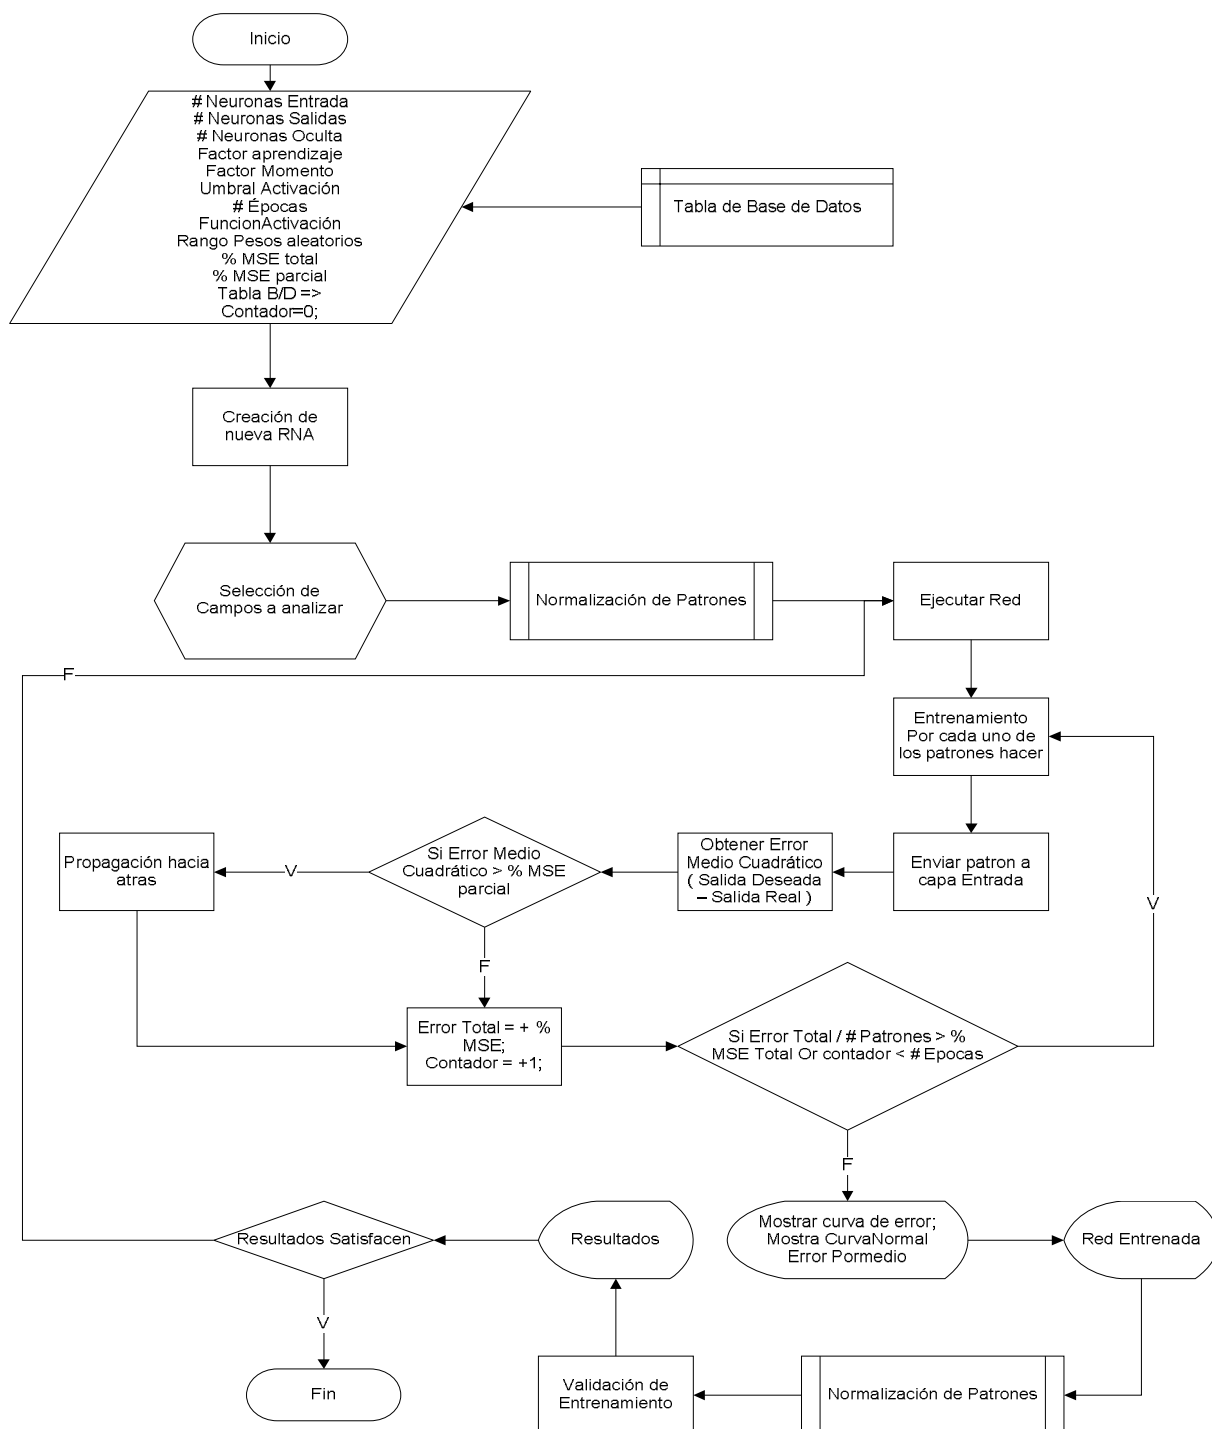 Inicio
# Neuronas Entrada
# Neuronas Salidas
# Neuronas Oculta
Factor aprendizaje
Factor Momento
Umbral Activación
# Épocas
FuncionActivación
Rango Pesos aleatorios
% MSE total
% MSE parcial
Tabla B/D =>
Contador=0;
Tabla de Base de Datos
Creación de
nueva RNA
Selección de
Campos a analizar
Normalización de Patrones
Ejecutar Red
F
Entrenamiento
Por cada uno de
los patrones hacer
Propagación hacia
atras
V
Si Error Medio
Cuadrático > % MSE
parcial
Obtener Error
Medio Cuadrático
( Salida Deseada
– Salida Real )
Enviar patron a
capa Entrada
V
F
Error Total = + %
MSE;
Contador = +1;
Si Error Total / # Patrones > %
MSE Total Or contador < # Epocas
F
Resultados Satisfacen
Resultados
Mostrar curva de error;
Mostra CurvaNormal
Error Pormedio
Red Entrenada
V
Fin
Validación de
Entrenamiento
Normalización de Patrones